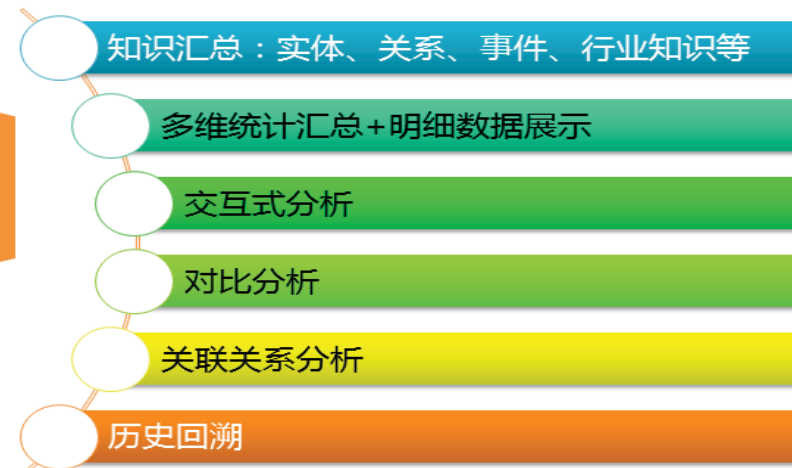 知识汇总：实体、关系、事件、行业知识等
多维统计汇总+明细数据展示
交互式分析
对比分析
关联关系分析
历史回溯